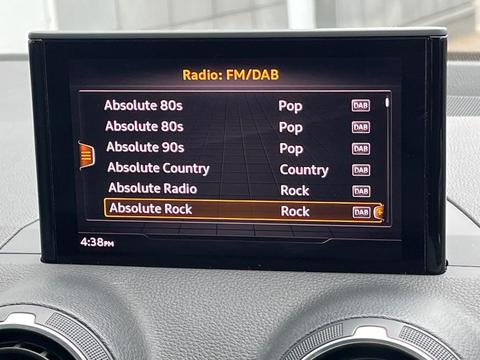 Radio: FM/DAB
Absolute 80s Pop DAB
Absolute 80s Pop DAB
Absolute 90s Pop DAB
Absolute Country Country DAB
Absolute Radio Rock DAB
Absolute Rock Rock DAB
4:38PM